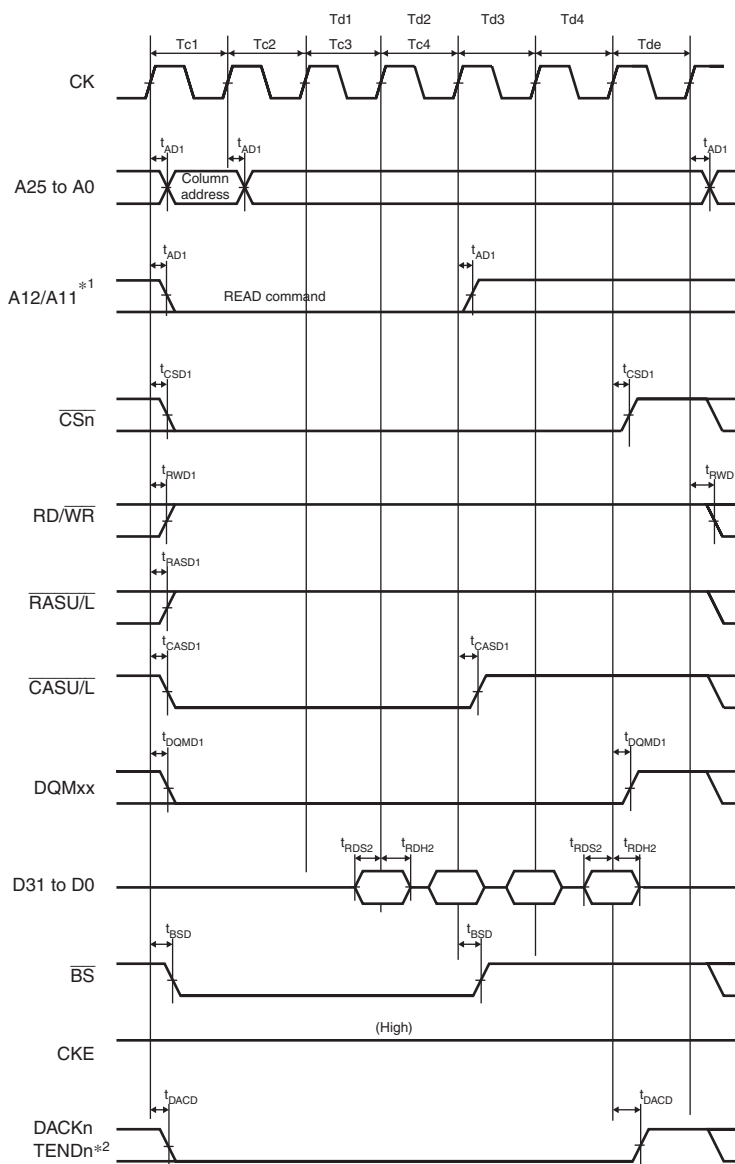 Td1 Td2 Td3 Td4
Tc1 Tc2 Tc3 Tc4 Tde
CK
tAD1 tAD1 tAD1
A25 to A0
Column
address
tAD1 tAD1
A12/A11*1
READ command
tCSD1 tCSD1
CSn
tRWD1 tRWD
RD/WR
tRASD1
RASU/L
tCASD1 tCASD1
CASU/L
tDQMD1 tDQMD1
DQMxx
tRDS2 tRDH2 tRDS2 tRDH2
D31 to D0
tBSD tBSD
BS
(High)
CKE
tDACD tDACD
DACKn
TENDn*2